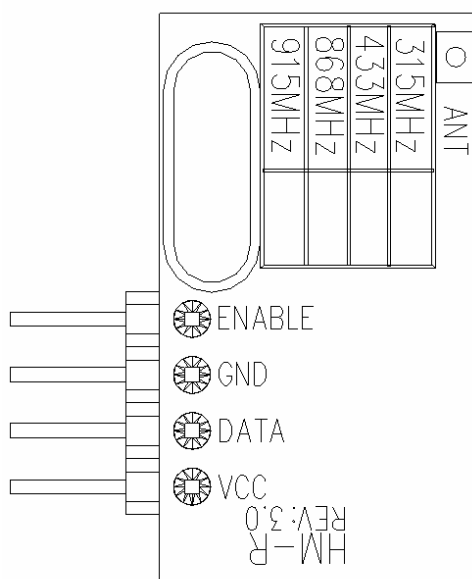 915MHz
868MHz
433MHz
315MHz
ANT
ENABLE
GND
DATA
VCC
HM-R
REV:3.0